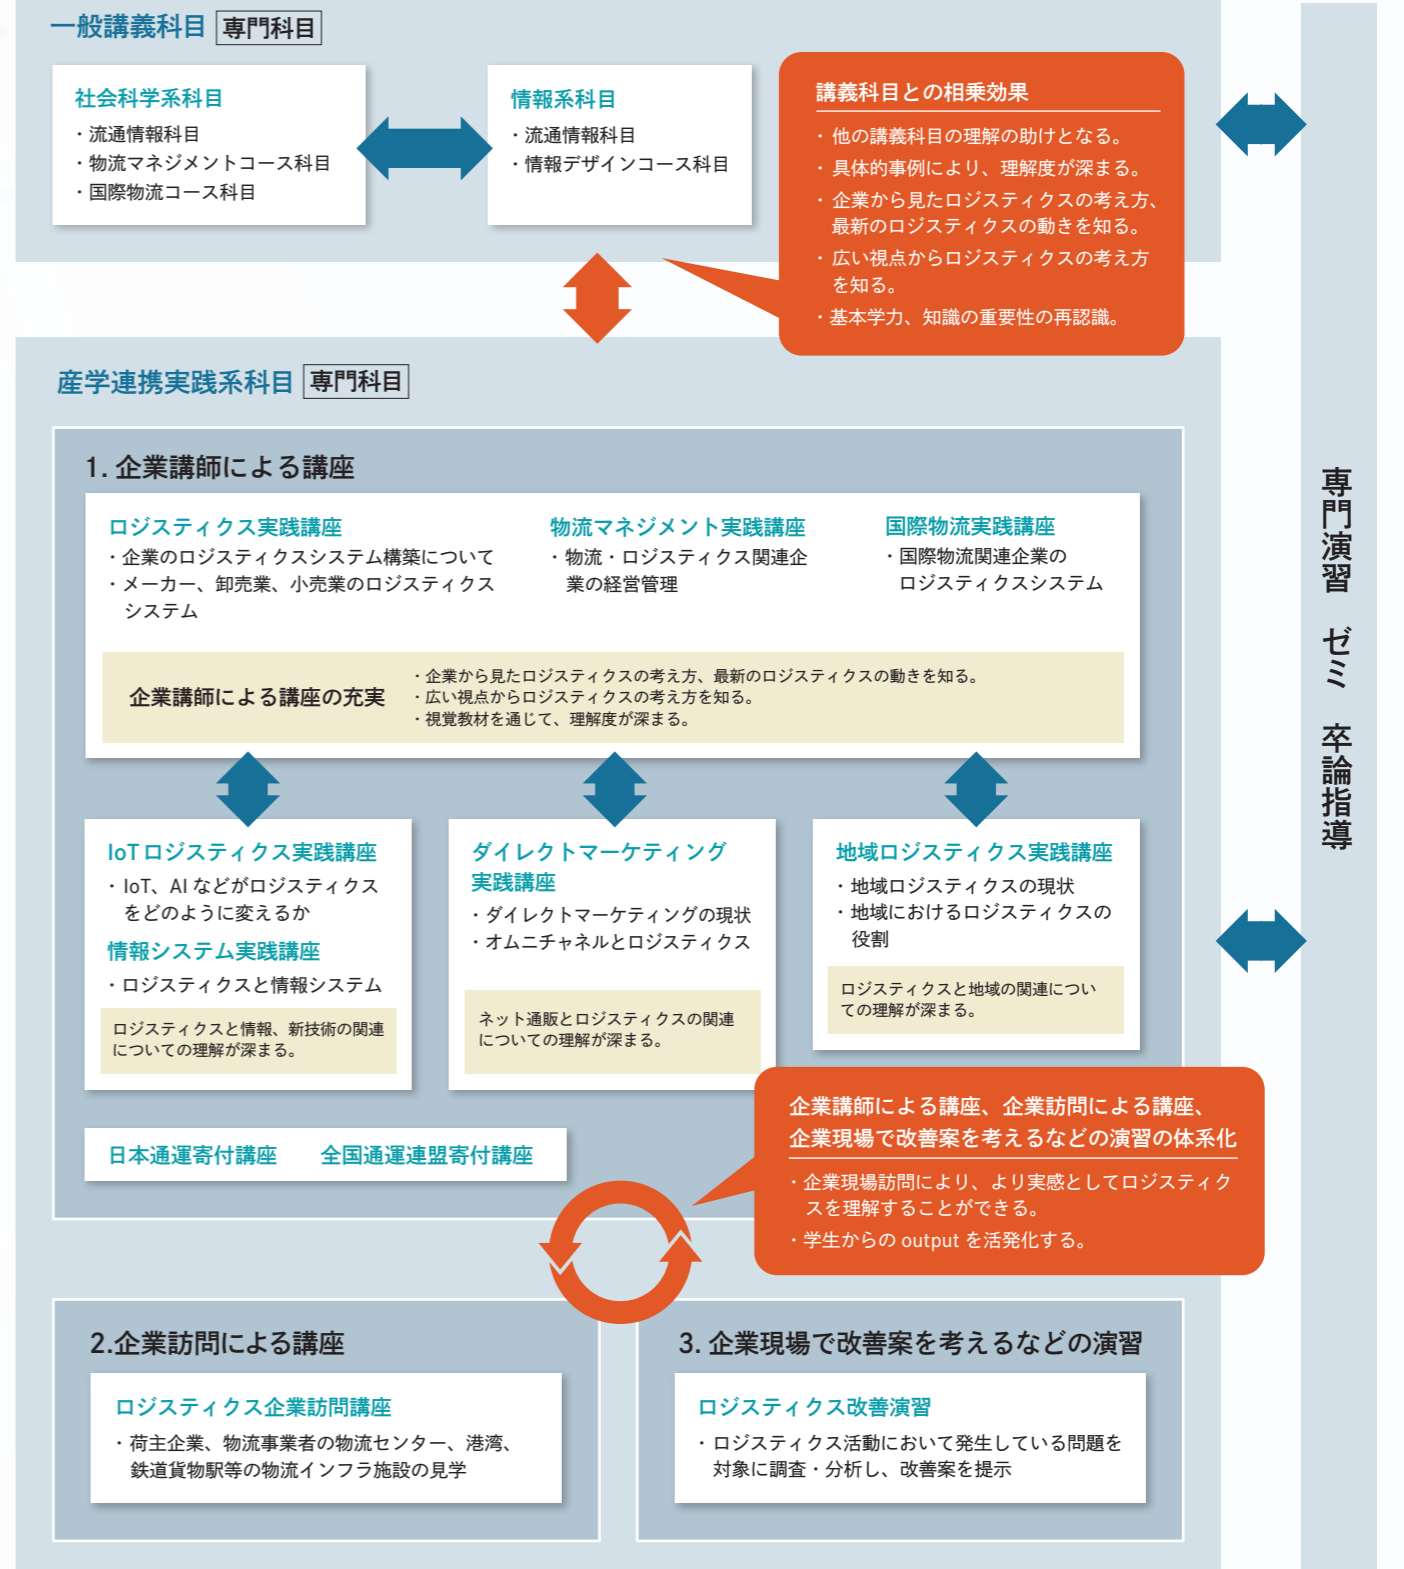 一般講義科目 専門科目
社会科学系科目
・流通情報科目
・物流マネジメントコース科目
・国際物流コース科目
情報系科目
・流通情報科目
・情報デザインコース科目
講義科目との相乗効果
・他の講義科目の理解の助けとなる。
・具体的事例により、理解度が深まる。
・企業から見たロジスティクスの考え方、
最新のロジスティクスの動きを知る。
・広い視点からロジスティクスの考え方
を知る。
・基本学力、知識の重要性の再認識。
産学連携実践系科目 専門科目
1. 企業講師による講座
ロジスティクス実践講座
・企業のロジスティクスシステム構築について
・メーカー、卸売業、小売業のロジスティクス
システム
物流マネジメント実践講座
・物流・ロジスティクス関連企
業の経営管理
国際物流実践講座
・国際物流関連企業の
ロジスティクスシステム
企業講師による講座の充実
・企業から見たロジスティクスの考え方、最新のロジスティクスの動きを知る。
・広い視点からロジスティクスの考え方を知る。
・視覚教材を通じて、理解度が深まる。
IoTロジスティクス実践講座
・IoT、AI などがロジスティクス
をどのように変えるか
情報システム実践講座
・ロジスティクスと情報システム
ロジスティクスと情報、新技術の関連
についての理解が深まる。
ダイレクトマーケティング
実践講座
・ダイレクトマーケティングの現状
・オムニチャネルとロジスティクス
ネット通販とロジスティクスの関連
についての理解が深まる。
地域ロジスティクス実践講座
・地域ロジスティクスの現状
・地域におけるロジスティクスの
役割
ロジスティクスと地域の関連につい
ての理解が深まる。
日本通運寄付講座 全国通運連盟寄付講座
企業講師による講座、企業訪問による講座、
企業現場で改善案を考えるなどの演習の体系化
・企業現場訪問により、より実感としてロジスティク
スを理解することができる。
・学生からの output を活発化する。
2.企業訪問による講座
ロジスティクス企業訪問講座
・荷主企業、物流事業者の物流センター、港湾、
鉄道貨物駅等の物流インフラ施設の見学
3. 企業現場で改善案を考えるなどの演習
ロジスティクス改善演習
・ロジスティクス活動において発生している問題を
対象に調査・分析し、改善案を提示
専門演習 ゼミ 卒論指導